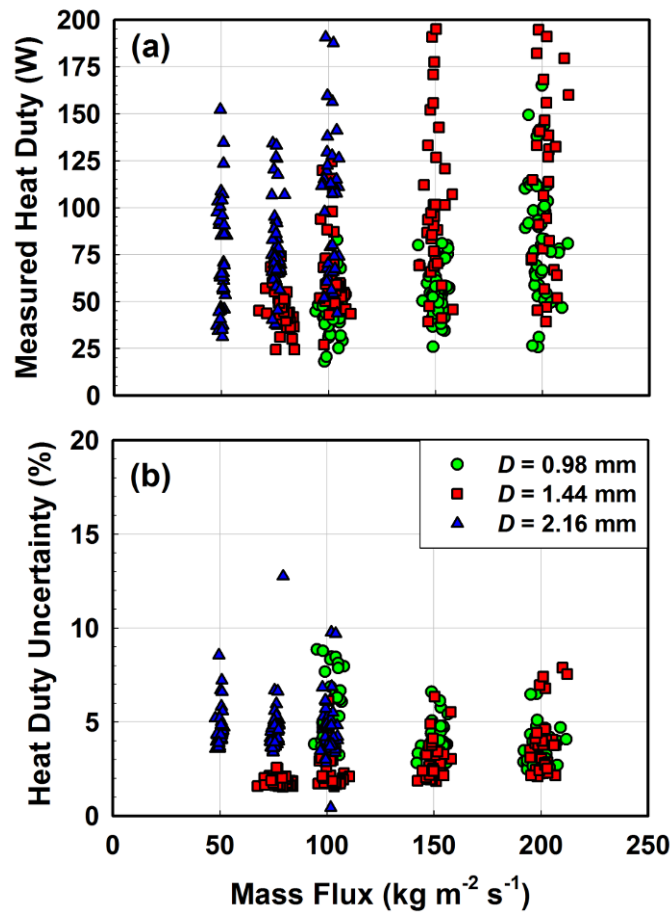 200
175
150
125
100
75
50
25
0
Measured Heat Duty (W)
(a)
20
15
10
5
0
Heat Duty Uncertainty (%)
(b)
D = 0.98 mm
D = 1.44 mm
D = 2.16 mm
0 50 100 150 200 250
Mass Flux (kg m⁻² s⁻¹)